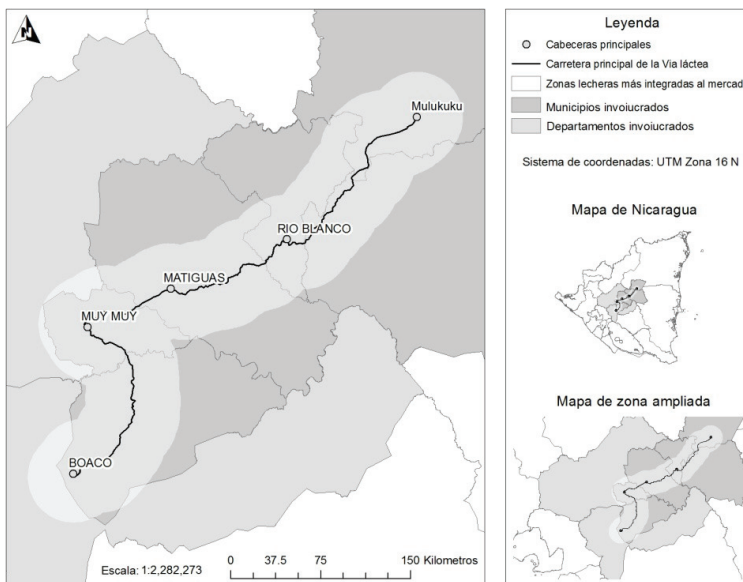 N
Mulukuku
RIO BLANCO
MATIGUAS
MUY MUY
BOACO
Escala: 1:2,282,273
0 37.5 75 150 Kilometros
Leyenda
Cabeceras principales
Carretera principal de la Via láctea
Zonas lecheras más integradas al mercad
Municipios invoiucrados
Departamentos invoiucrados
Sistema de coordenadas: UTM Zona 16 N
Mapa de Nicaragua
Mapa de zona ampliada